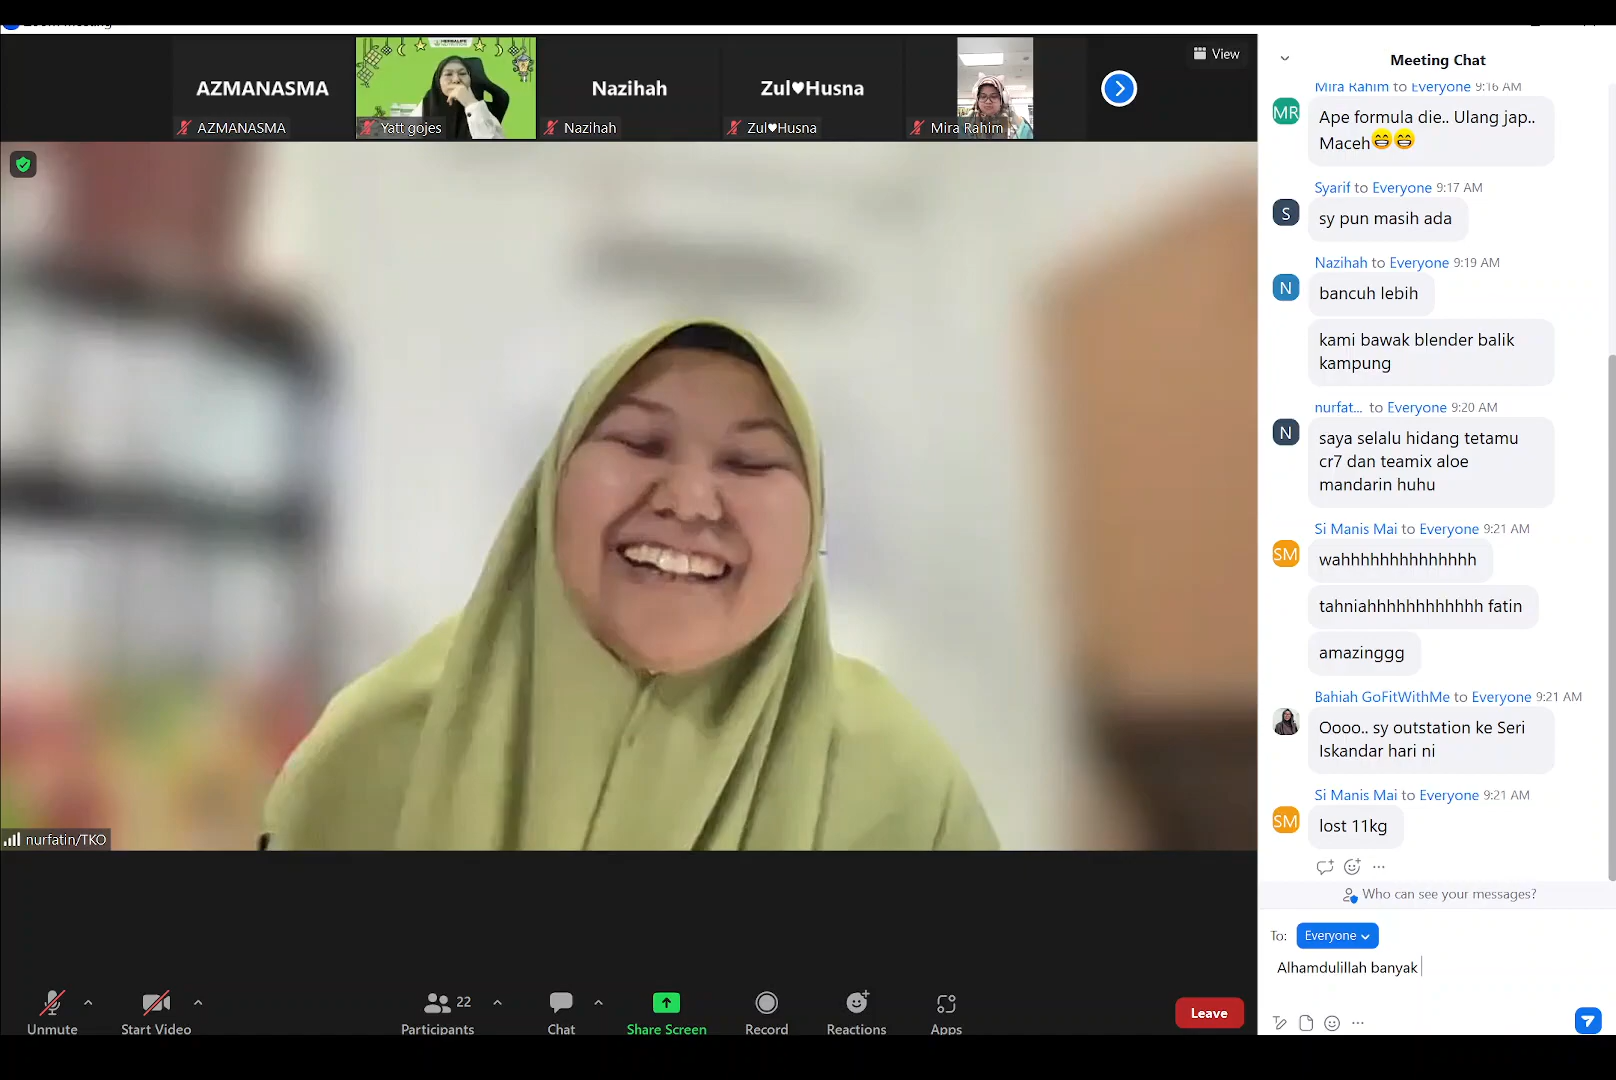 View
AZMANASMA
Nazihah
Zul♥Husna
AZMANASMA
Yatt gojes
Nazihah
Zul♥Husna
Mira Rahim
nurfatin/TKO
Unmute
Start Video
22
Participants
Chat
Share Screen
Record
Reactions
Apps
Leave
Meeting Chat
Mira Rahim to Everyone 9:16 AM
MR
Ape formula die.. Ulang jap..
Maceh😁😁
Syarif to Everyone 9:17 AM
S
sy pun masih ada
Nazihah to Everyone 9:19 AM
N
bancuh lebih
kami bawak blender balik
kampung
nurfat... to Everyone 9:20 AM
N
saya selalu hidang tetamu
cr7 dan teamix aloe
mandarin huhu
Si Manis Mai to Everyone 9:21 AM
SM
wahhhhhhhhhhhhhhh
tahniahhhhhhhhhhhhh fatin
amazinggg
Bahiah GoFitWithMe to Everyone 9:21 AM
Oooo.. sy outstation ke Seri
Iskandar hari ni
Si Manis Mai to Everyone 9:21 AM
SM
lost 11kg
Who can see your messages?
To: Everyone
Alhamdulillah banyak